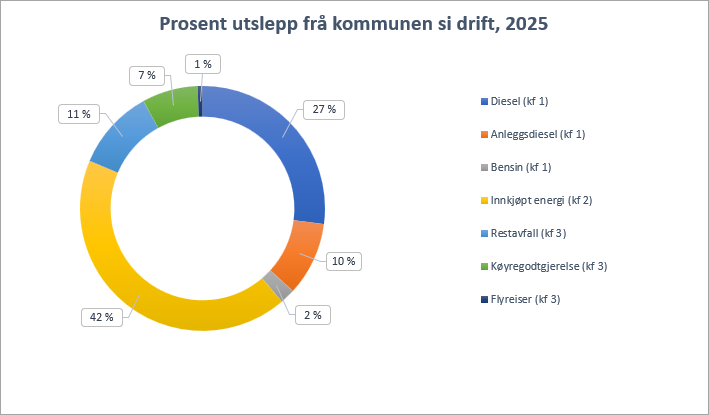 Prosent utslepp frå kommunen si drift, 2025
1 %
7 %
27 %
11 %
10 %
2 %
42 %
Diesel (kf 1)
Anleggsdiesel (kf 1)
Bensin (kf 1)
Innkjøpt energi (kf 2)
Restavfall (kf 3)
Køyregodtgjerelse (kf 3)
Flyreiser (kf 3)